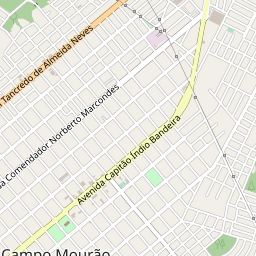 Tancredo de Almeida Neves
a Comendador Norberto Marcondes
Avenida Capitão Índio Bandeira
Campo Mourão